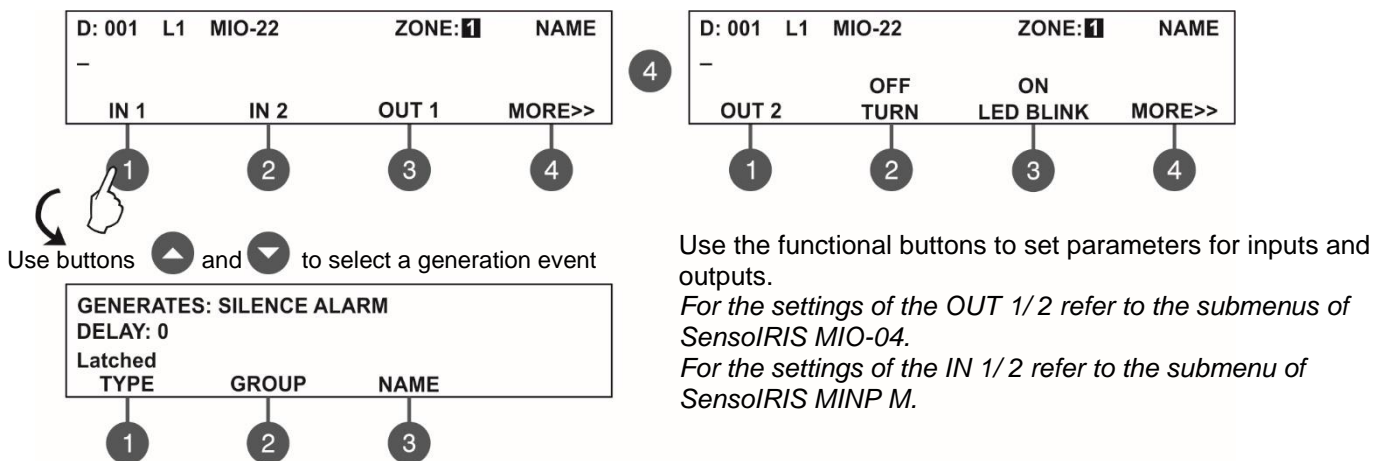 D: 001 L1 MIO-22 ZONE:1 NAME
_
IN 1 IN 2 OUT 1 MORE>>
1 2 3 4
4
D: 001 L1 MIO-22 ZONE:1 NAME
_
OFF ON
OUT 2 TURN LED BLINK MORE>>
1 2 3 4
Use buttons and to select a generation event
GENERATES: SILENCE ALARM
DELAY: 0
Latched
TYPE GROUP NAME
1 2 3
Use the functional buttons to set parameters for inputs and
outputs.
For the settings of the OUT 1/ 2 refer to the submenus of
SensoIRIS MIO-04.
For the settings of the IN 1/ 2 refer to the submenu of
SensoIRIS MINP M.